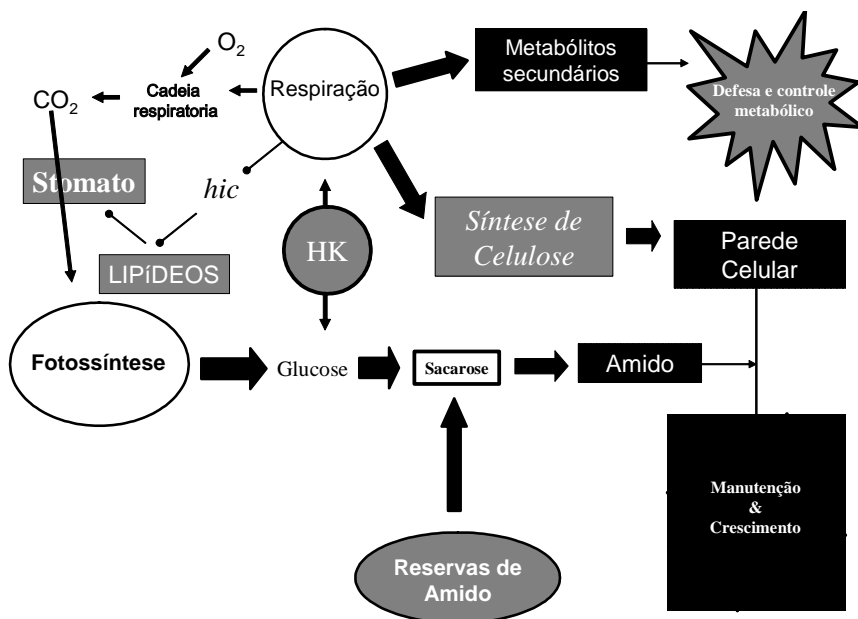 O2
Respiração
Metabólitos
secundários
Defesa e controle
metabólico
CO2
Cadeia
respiratoria
Stomato
hic
LIPíDEOS
HK
Síntese de
Celulose
Parede
Celular
Fotossíntese
Glucose
Sacarose
Amido
Manutenção
&
Crescimento
Reservas de
Amido